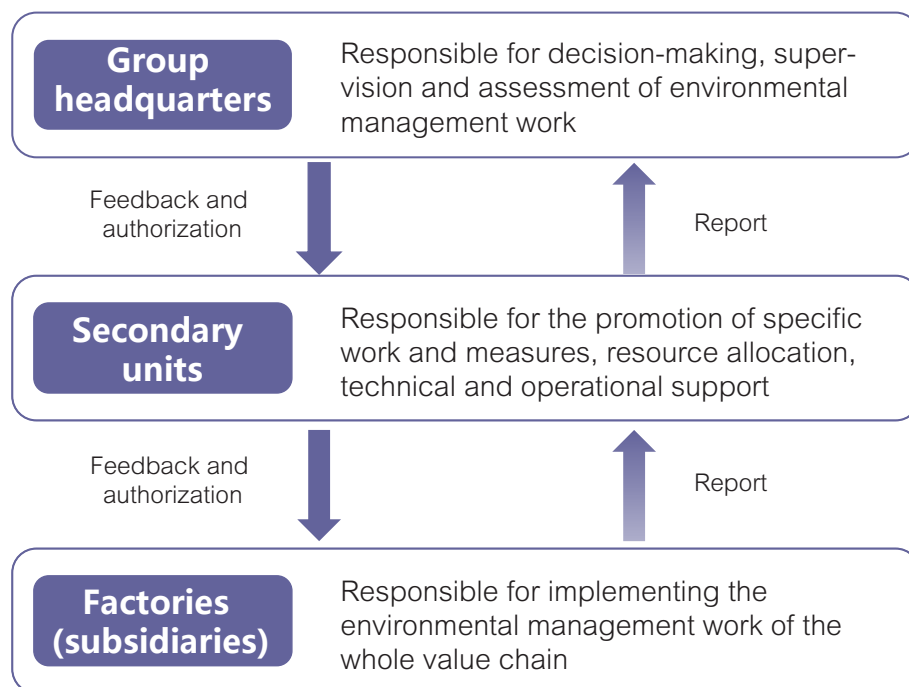 Group
headquarters
Responsible for decision-making, super-
vision and assessment of environmental
management work
Feedback and
authorization
Report
Secondary
units
Responsible for the promotion of specific
work and measures, resource allocation,
technical and operational support
Feedback and
authorization
Report
Factories
(subsidiaries)
Responsible for implementing the
environmental management work of the
whole value chain